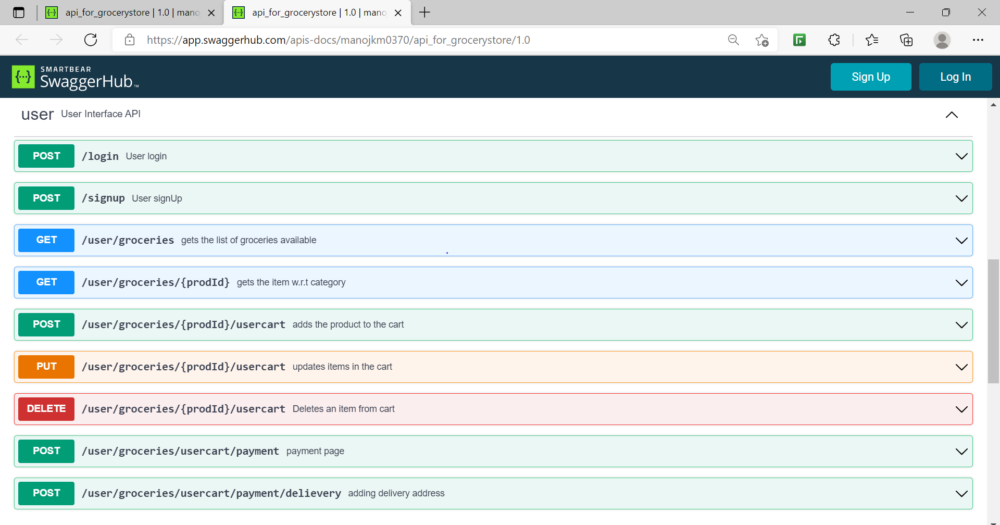 api_for_grocerystore | 1.0 | mano
api_for_grocerystore | 1.0 | mano
https://app.swaggerhub.com/apis-docs/manojkm0370/api_for_grocerystore/1.0
{··} SMARTBEAR
SwaggerHub™
Sign Up
Log In
user User Interface API
POST /login User login
POST /signup User signUp
GET /user/groceries gets the list of groceries available
GET /user/groceries/{prodId} gets the item w.r.t category
POST /user/groceries/{prodId}/usercart adds the product to the cart
PUT /user/groceries/{prodId}/usercart updates items in the cart
DELETE /user/groceries/{prodId}/usercart Deletes an item from cart
POST /user/groceries/usercart/payment payment page
POST /user/groceries/usercart/payment/delievery adding delivery address